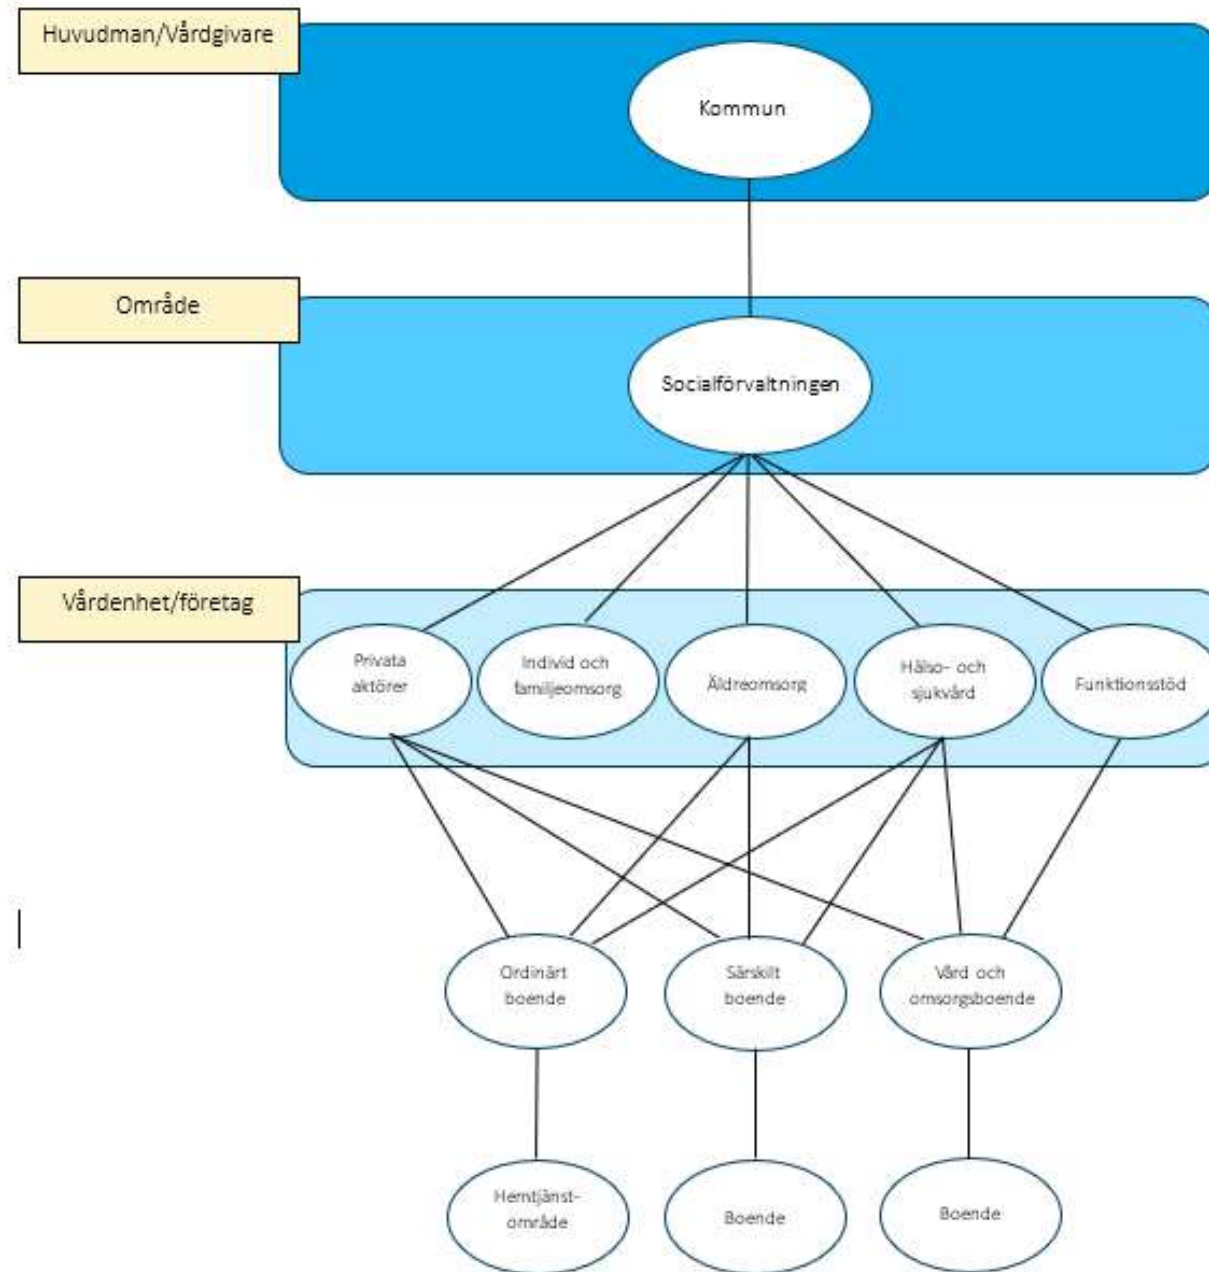 Huvudman/Vårdgivare
Kommun
Område
Socialförvaltningen
Vårdenhet/företag
Privata
aktörer
Individ och
familjeomsorg
Äldreomsorg
Hälso- och
sjukvård
Funktionsstöd
Ordinärt
boende
Särskilt
boende
Vård och
omsorgsboende
Hemtjänst-
område
Boende
Boende